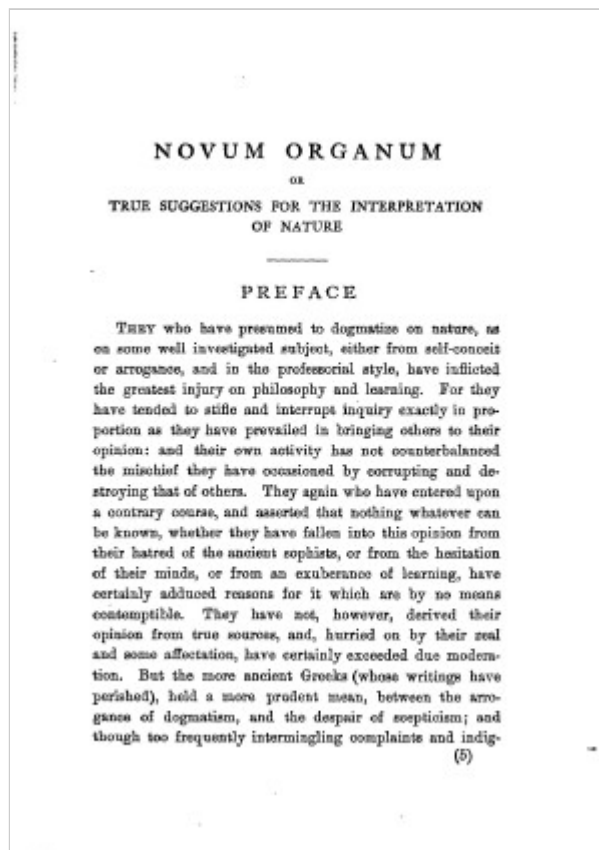 NOVUM ORGANUM
OR
TRUE SUGGESTIONS FOR THE INTERPRETATION
OF NATURE
PREFACE
THEY who have presumed to dogmatize on nature, as
on some well investigated subject, either from self-conceit
or arrogance, and in the professorial style, have inflicted
the greatest injury on philosophy and learning. For they
have tended to stifle and interrupt inquiry exactly in pro-
portion as they have prevailed in bringing others to their
opinion: and their own activity has not counterbalanced
the mischief they have occasioned by corrupting and de-
stroying that of others. They again who have entered upon
a contrary course, and asserted that nothing whatever can
be known, whether they have fallen into this opinion from
their hatred of the ancient sophists, or from the hesitation
of their minds, or from an exuberance of learning, have
certainly adduced reasons for it which are by no means
contemptible. They have not, however, derived their
opinion from true sources, and, hurried on by their zeal
and some affectation, have certainly exceeded due modera-
tion. But the more ancient Greeks (whose writings have
perished), held a more prudent mean, between the arro-
gance of dogmatism, and the despair of scepticism; and
though too frequently intermingling complaints and indig-
(5)